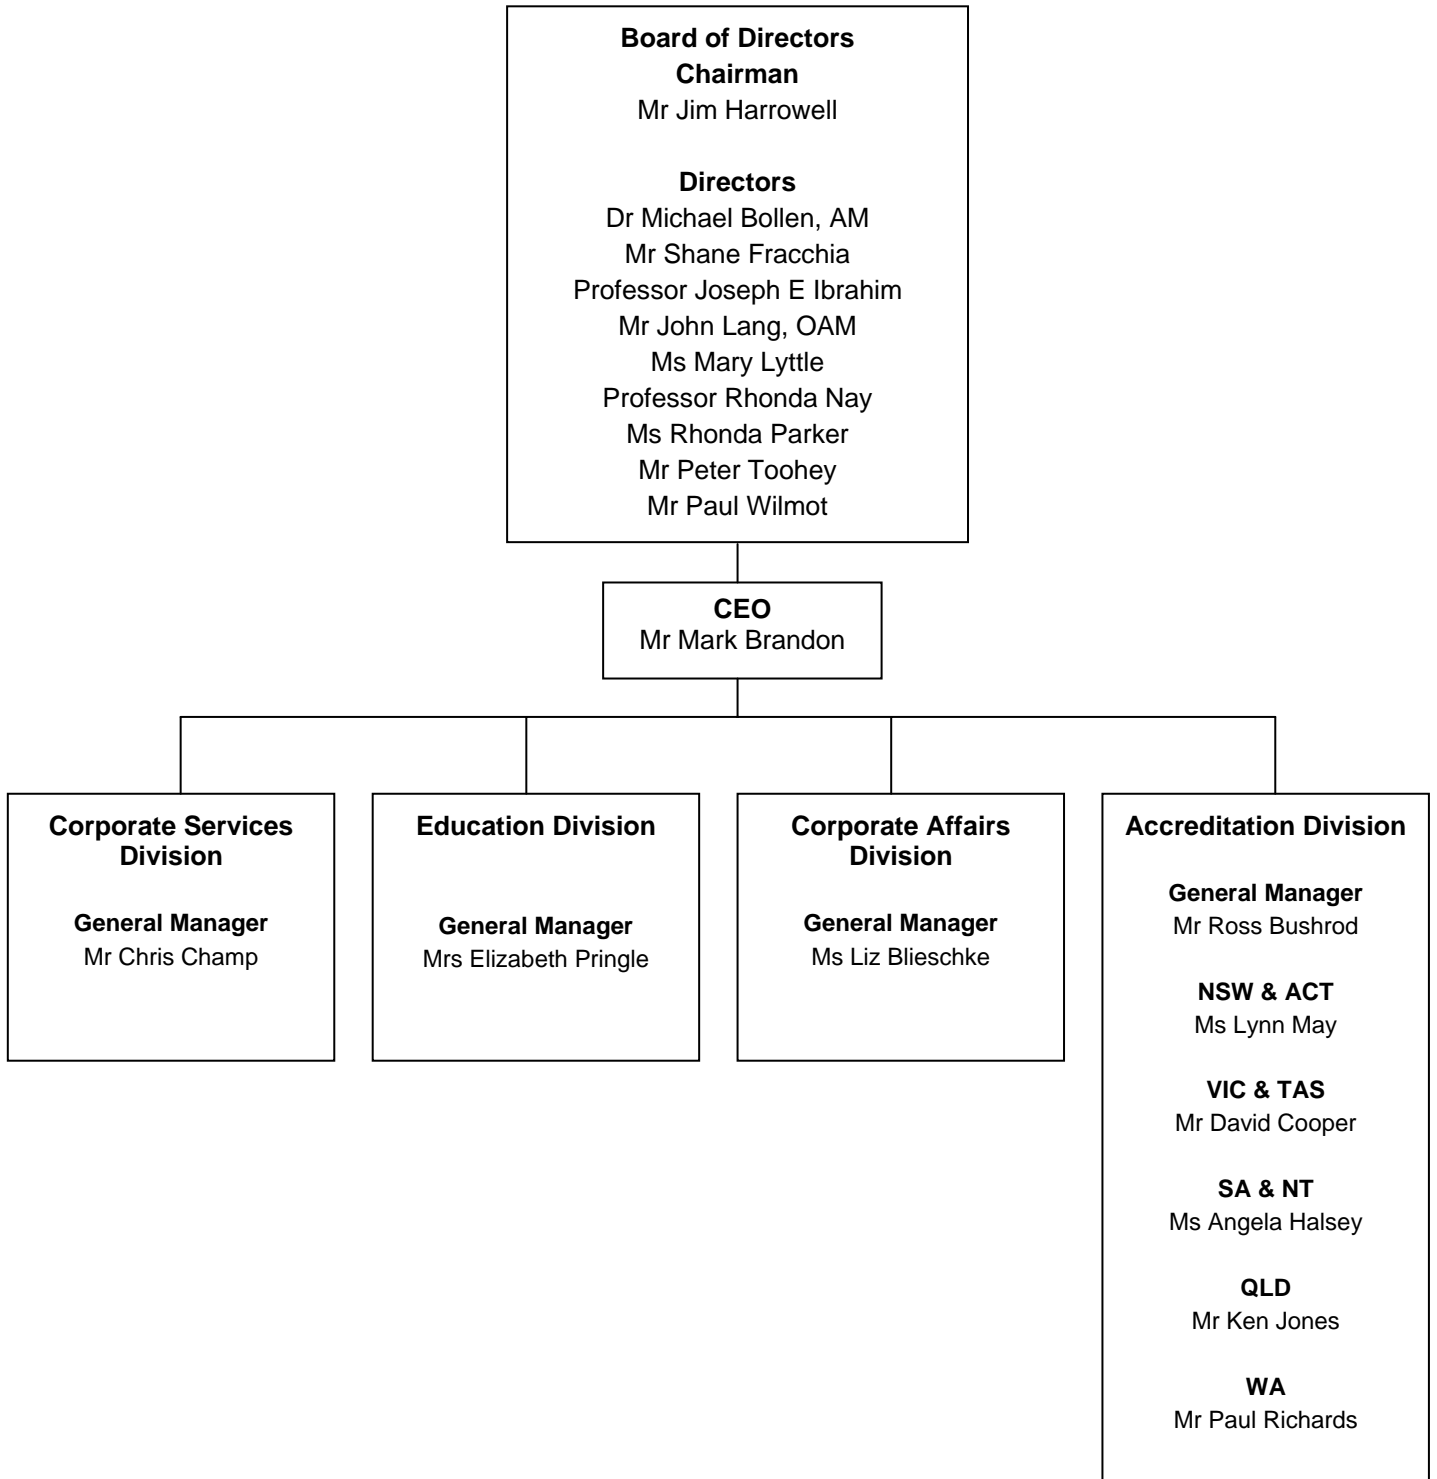 Board of Directors
Chairman
Mr Jim Harrowell
Directors
Dr Michael Bollen, AM
Mr Shane Fracchia
Professor Joseph E Ibrahim
Mr John Lang, OAM
Ms Mary Lyttle
Professor Rhonda Nay
Ms Rhonda Parker
Mr Peter Toohey
Mr Paul Wilmot
CEO
Mr Mark Brandon
Corporate Services
Division
General Manager
Mr Chris Champ
Education Division
General Manager
Mrs Elizabeth Pringle
Corporate Affairs
Division
General Manager
Ms Liz Blieschke
Accreditation Division
General Manager
Mr Ross Bushrod
NSW & ACT
Ms Lynn May
VIC & TAS
Mr David Cooper
SA & NT
Ms Angela Halsey
QLD
Mr Ken Jones
WA
Mr Paul Richards